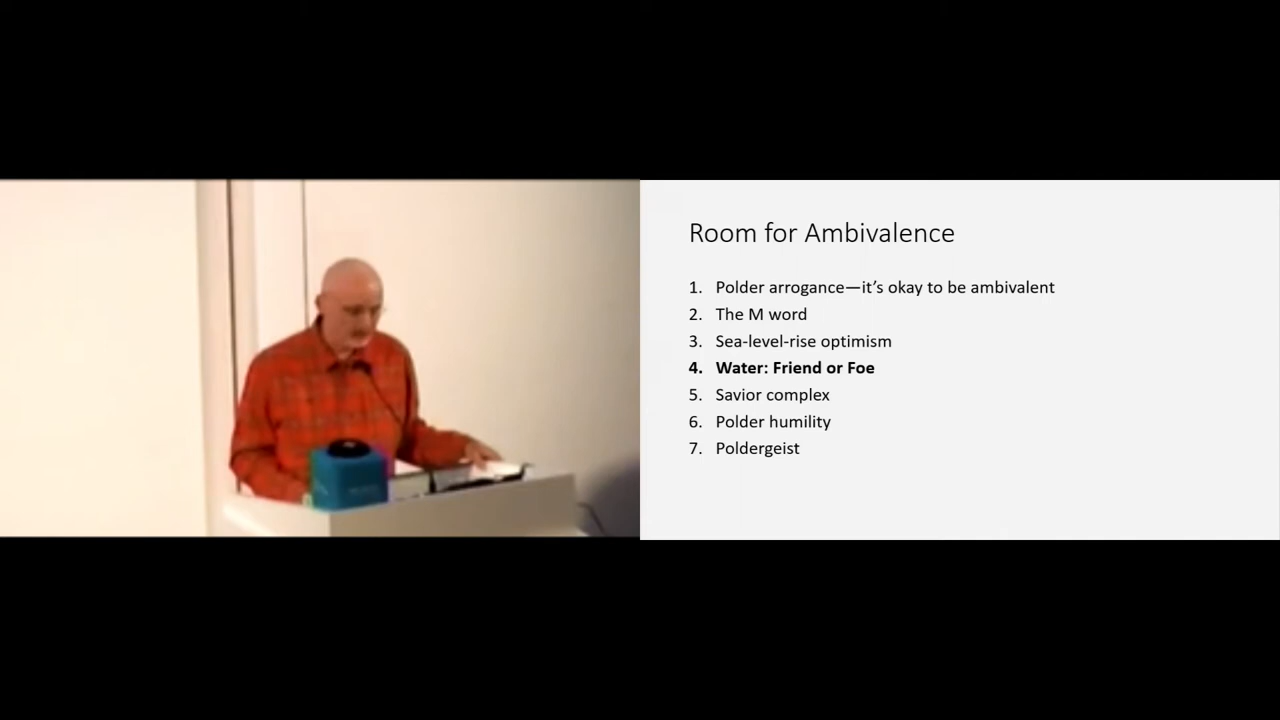 Room for Ambivalence
1. Polder arrogance—it’s okay to be ambivalent
2. The M word
3. Sea-level-rise optimism
4. Water: Friend or Foe
5. Savior complex
6. Polder humility
7. Poldergeist